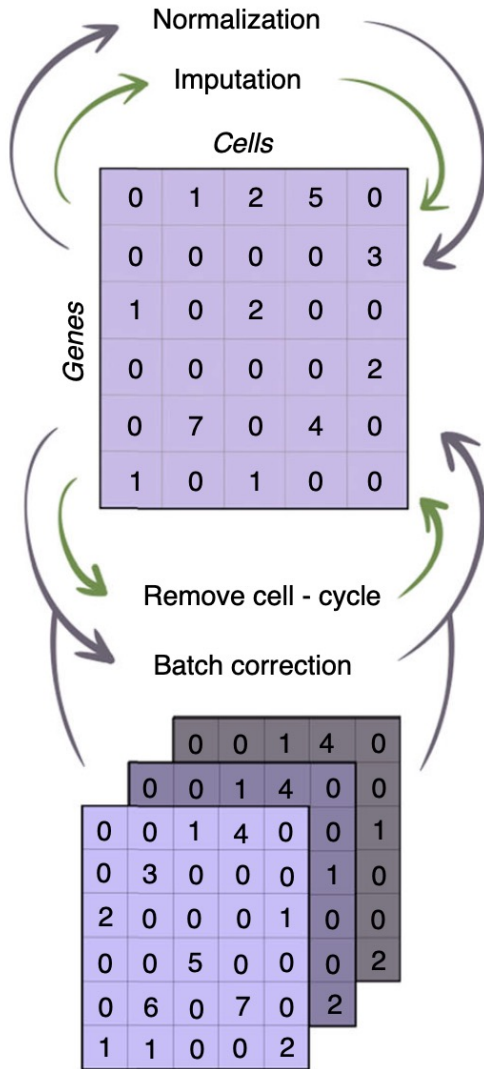 Normalization
Imputation
Cells
Genes
0 1 2 5 0
0 0 0 0 3
1 0 2 0 0
0 0 0 0 2
0 7 0 4 0
1 0 1 0 0
Remove cell - cycle
Batch correction
0 0 1 4 0
0 0 1 4 0 0
0 0 1 4 0 0 1
0 3 0 0 0 1 0
2 0 0 0 1 0 0
0 0 5 0 0 0 2
0 6 0 7 0 2
1 1 0 0 2